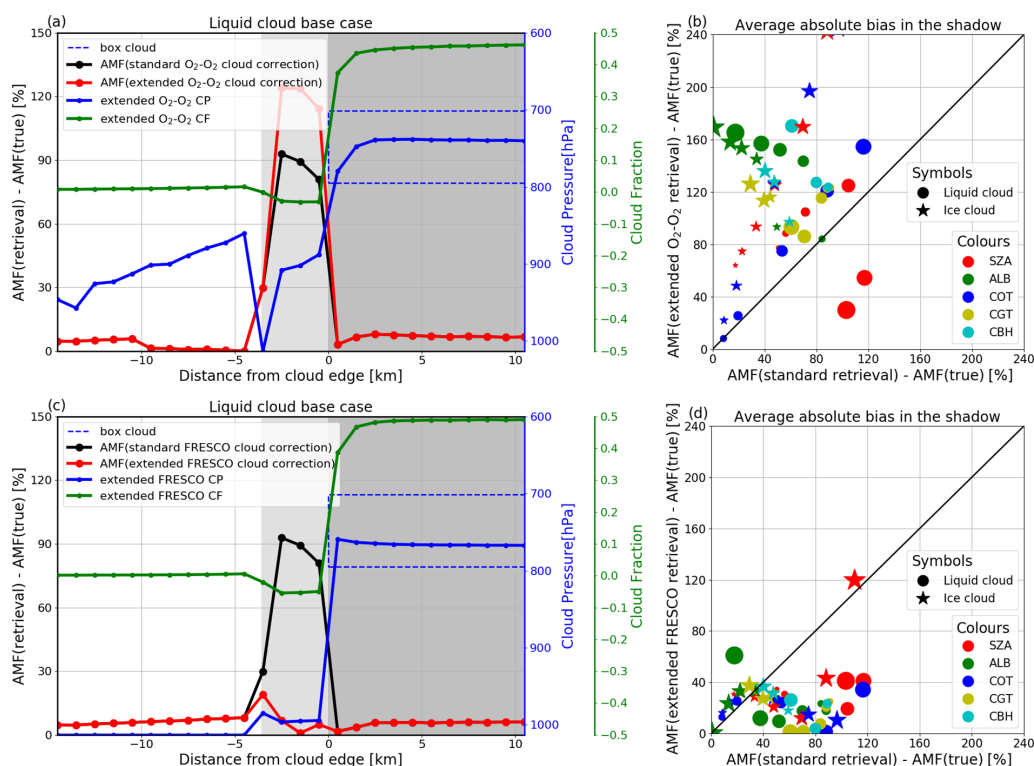 (a)
Liquid cloud base case
box cloud
AMF(standard O₂-O₂ cloud correction)
AMF(extended O₂-O₂ cloud correction)
extended O₂-O₂ CP
extended O₂-O₂ CF
AMF(retrieval) - AMF(true) [%]
150
120
90
60
30
0
−10
−5
0
5
10
Distance from cloud edge [km]
600
700
800
900
1000
Cloud Pressure[hPa]
0.5
0.4
0.3
0.2
0.1
0.0
−0.1
−0.2
−0.3
−0.4
−0.5
Cloud Fraction
(b)
Average absolute bias in the shadow
AMF(extended O₂-O₂ retrieval) - AMF(true) [%]
240
200
160
120
80
40
0
0
40
80
120
160
200
240
AMF(standard retrieval) - AMF(true) [%]
Symbols
Liquid cloud
Ice cloud
Colours
SZA
ALB
COT
CGT
CBH
(c)
Liquid cloud base case
box cloud
AMF(standard FRESCO cloud correction)
AMF(extended FRESCO cloud correction)
extended FRESCO CP
extended FRESCO CF
AMF(retrieval) - AMF(true) [%]
150
120
90
60
30
0
−10
−5
0
5
10
Distance from cloud edge [km]
600
700
800
900
1000
Cloud Pressure[hPa]
0.5
0.4
0.3
0.2
0.1
0.0
−0.1
−0.2
−0.3
−0.4
−0.5
Cloud Fraction
(d)
Average absolute bias in the shadow
AMF(extended FRESCO retrieval) - AMF(true) [%]
240
200
160
120
80
40
0
0
40
80
120
160
200
240
AMF(standard retrieval) - AMF(true) [%]
Symbols
Liquid cloud
Ice cloud
Colours
SZA
ALB
COT
CGT
CBH